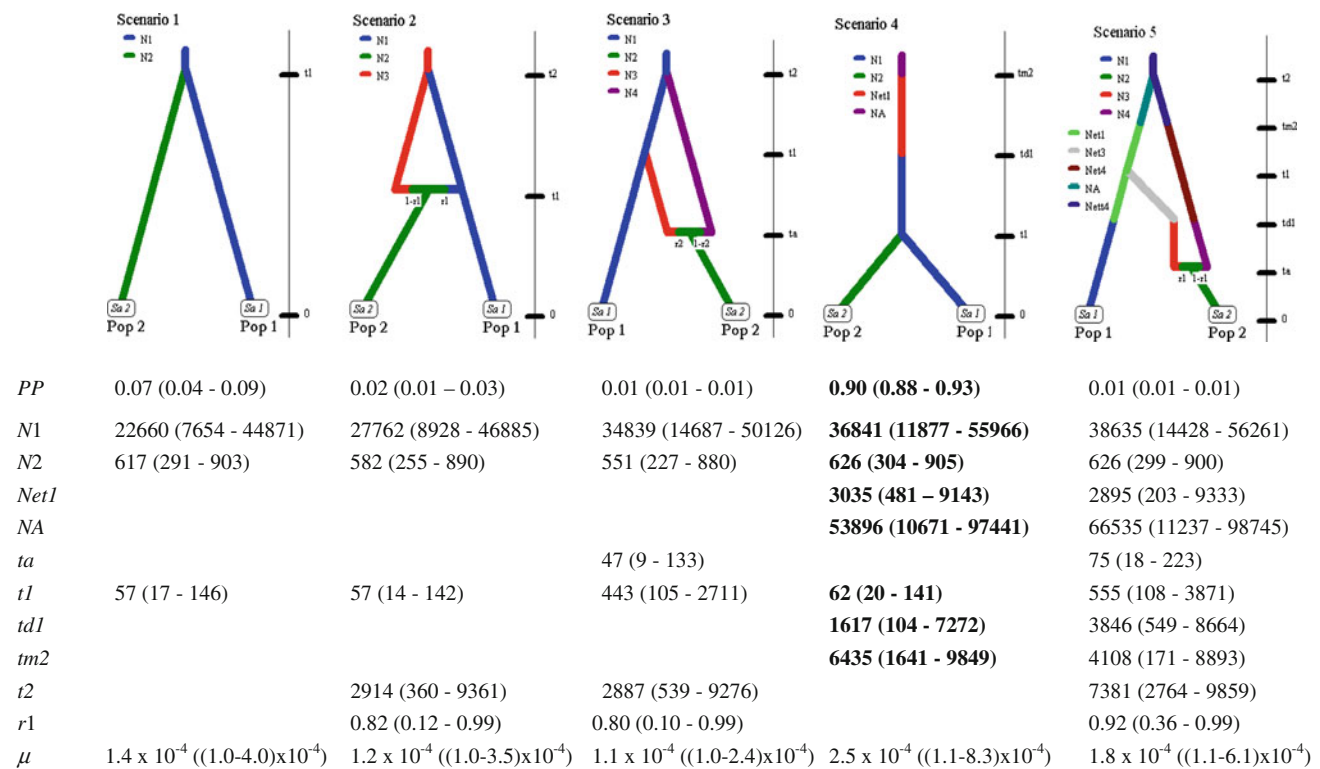 Scenario 1
N1
N2
t1
0
Sa 2
Sa 1
Pop 2
Pop 1
Scenario 2
N1
N2
N3
t2
t1
0
1-r1
r1
Sa 2
Sa 1
Pop 2
Pop 1
Scenario 3
N1
N2
N3
N4
t2
t1
ta
0
r2
1-r2
Sa 1
Sa 2
Pop 1
Pop 2
Scenario 4
N1
N2
Net1
NA
tm2
td1
t1
0
Sa 2
Sa 1
Pop 2
Pop 1
Scenario 5
N1
N2
N3
N4
Net1
Net3
Net4
NA
Nett4
t2
tm2
t1
td1
ta
0
r1
1-r1
Sa 1
Sa 2
Pop 1
Pop 2
PP 0.07 (0.04 - 0.09) 0.02 (0.01 – 0.03) 0.01 (0.01 - 0.01) 0.90 (0.88 - 0.93) 0.01 (0.01 - 0.01)
N1 22660 (7654 - 44871) 27762 (8928 - 46885) 34839 (14687 - 50126) 36841 (11877 - 55966) 38635 (14428 - 56261)
N2 617 (291 - 903) 582 (255 - 890) 551 (227 - 880) 626 (304 - 905) 626 (299 - 900)
Net1 3035 (481 – 9143) 2895 (203 - 9333)
NA 53896 (10671 - 97441) 66535 (11237 - 98745)
ta 47 (9 - 133) 75 (18 - 223)
t1 57 (17 - 146) 57 (14 - 142) 443 (105 - 2711) 62 (20 - 141) 555 (108 - 3871)
td1 1617 (104 - 7272) 3846 (549 - 8664)
tm2 6435 (1641 - 9849) 4108 (171 - 8893)
t2 2914 (360 - 9361) 2887 (539 - 9276) 7381 (2764 - 9859)
r1 0.82 (0.12 - 0.99) 0.80 (0.10 - 0.99) 0.92 (0.36 - 0.99)
μ 1.4 x 10⁻⁴ ((1.0-4.0)x10⁻⁴) 1.2 x 10⁻⁴ ((1.0-3.5)x10⁻⁴) 1.1 x 10⁻⁴ ((1.0-2.4)x10⁻⁴) 2.5 x 10⁻⁴ ((1.1-8.3)x10⁻⁴) 1.8 x 10⁻⁴ ((1.1-6.1)x10⁻⁴)